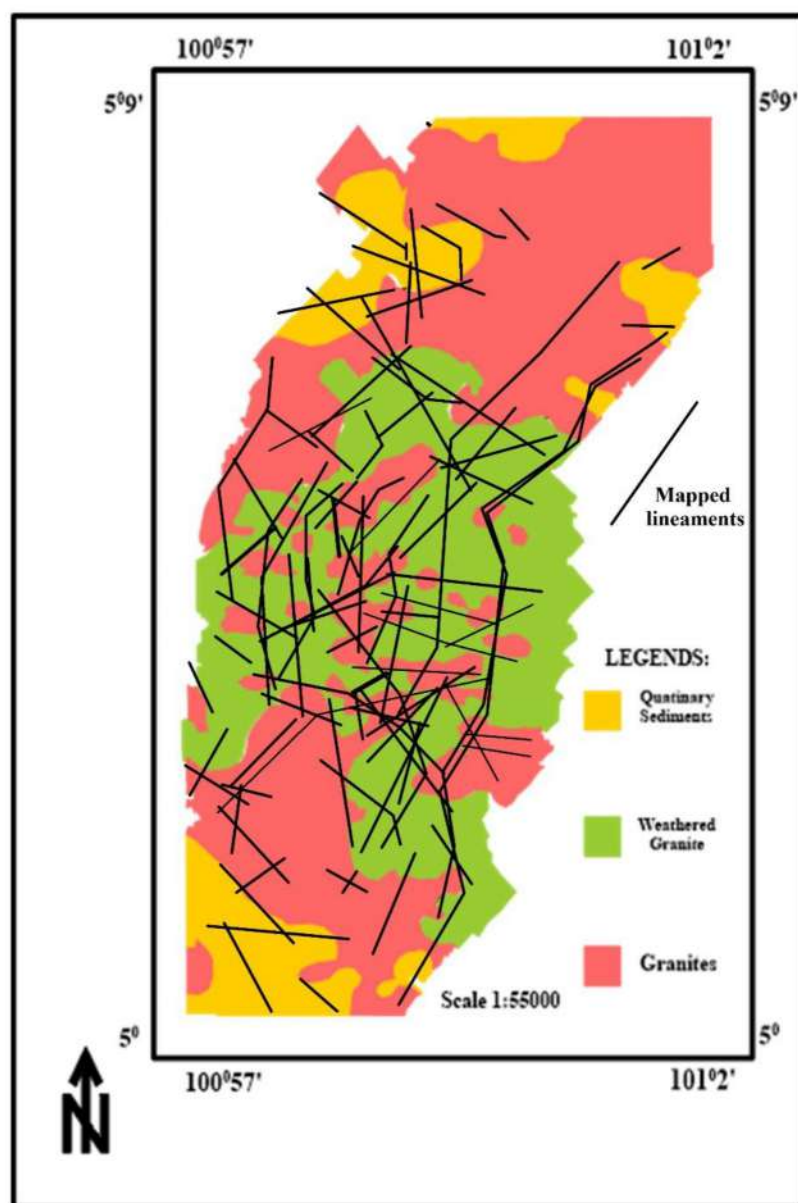 100⁰57' 101⁰2'
5⁰9' 5⁰9'
Mapped
lineaments
LEGENDS:
Quatinary
Sediments
Weathered
Granite
Granites
Scale 1:55000
5⁰ 5⁰
100⁰57' 101⁰2'
N